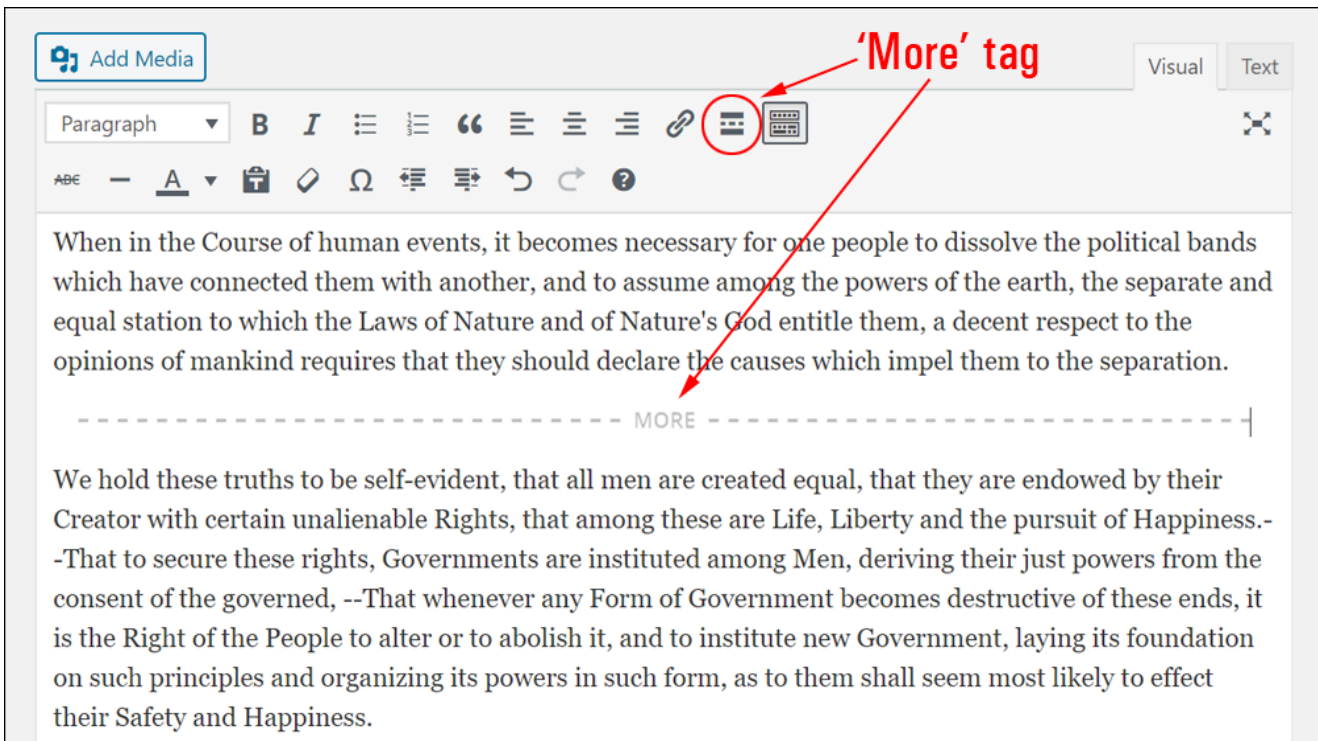 Add Media
'More' tag
Visual Text
Paragraph B I
ABC A
When in the Course of human events, it becomes necessary for one people to dissolve the political bands
which have connected them with another, and to assume among the powers of the earth, the separate and
equal station to which the Laws of Nature and of Nature's God entitle them, a decent respect to the
opinions of mankind requires that they should declare the causes which impel them to the separation.
MORE
We hold these truths to be self-evident, that all men are created equal, that they are endowed by their
Creator with certain unalienable Rights, that among these are Life, Liberty and the pursuit of Happiness.-
-That to secure these rights, Governments are instituted among Men, deriving their just powers from the
consent of the governed, --That whenever any Form of Government becomes destructive of these ends, it
is the Right of the People to alter or to abolish it, and to institute new Government, laying its foundation
on such principles and organizing its powers in such form, as to them shall seem most likely to effect
their Safety and Happiness.